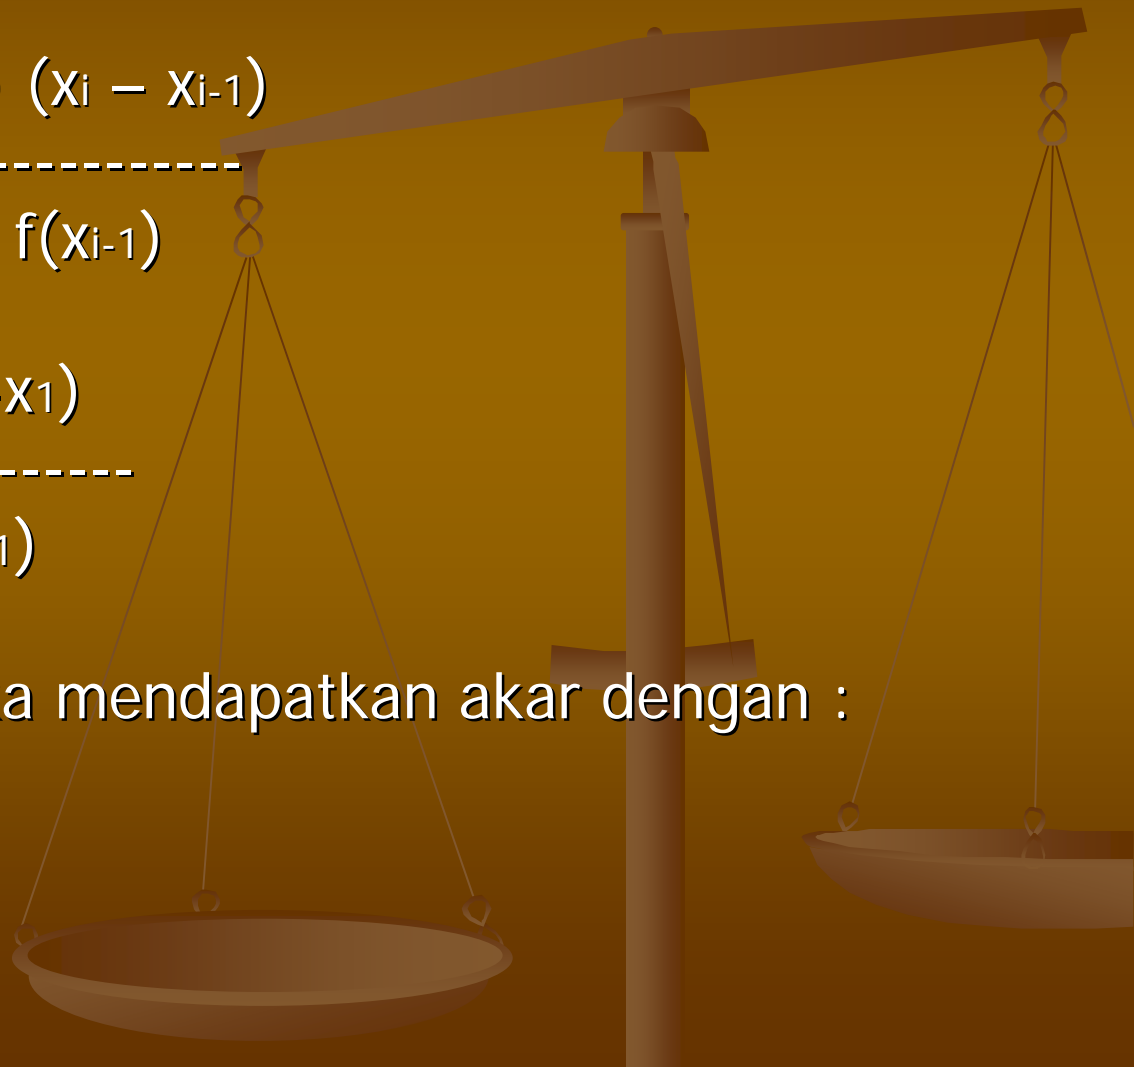 (xi – xi-1)
-----------
f(xi-1)
x1)
------
1)
mendapatkan akar dengan :